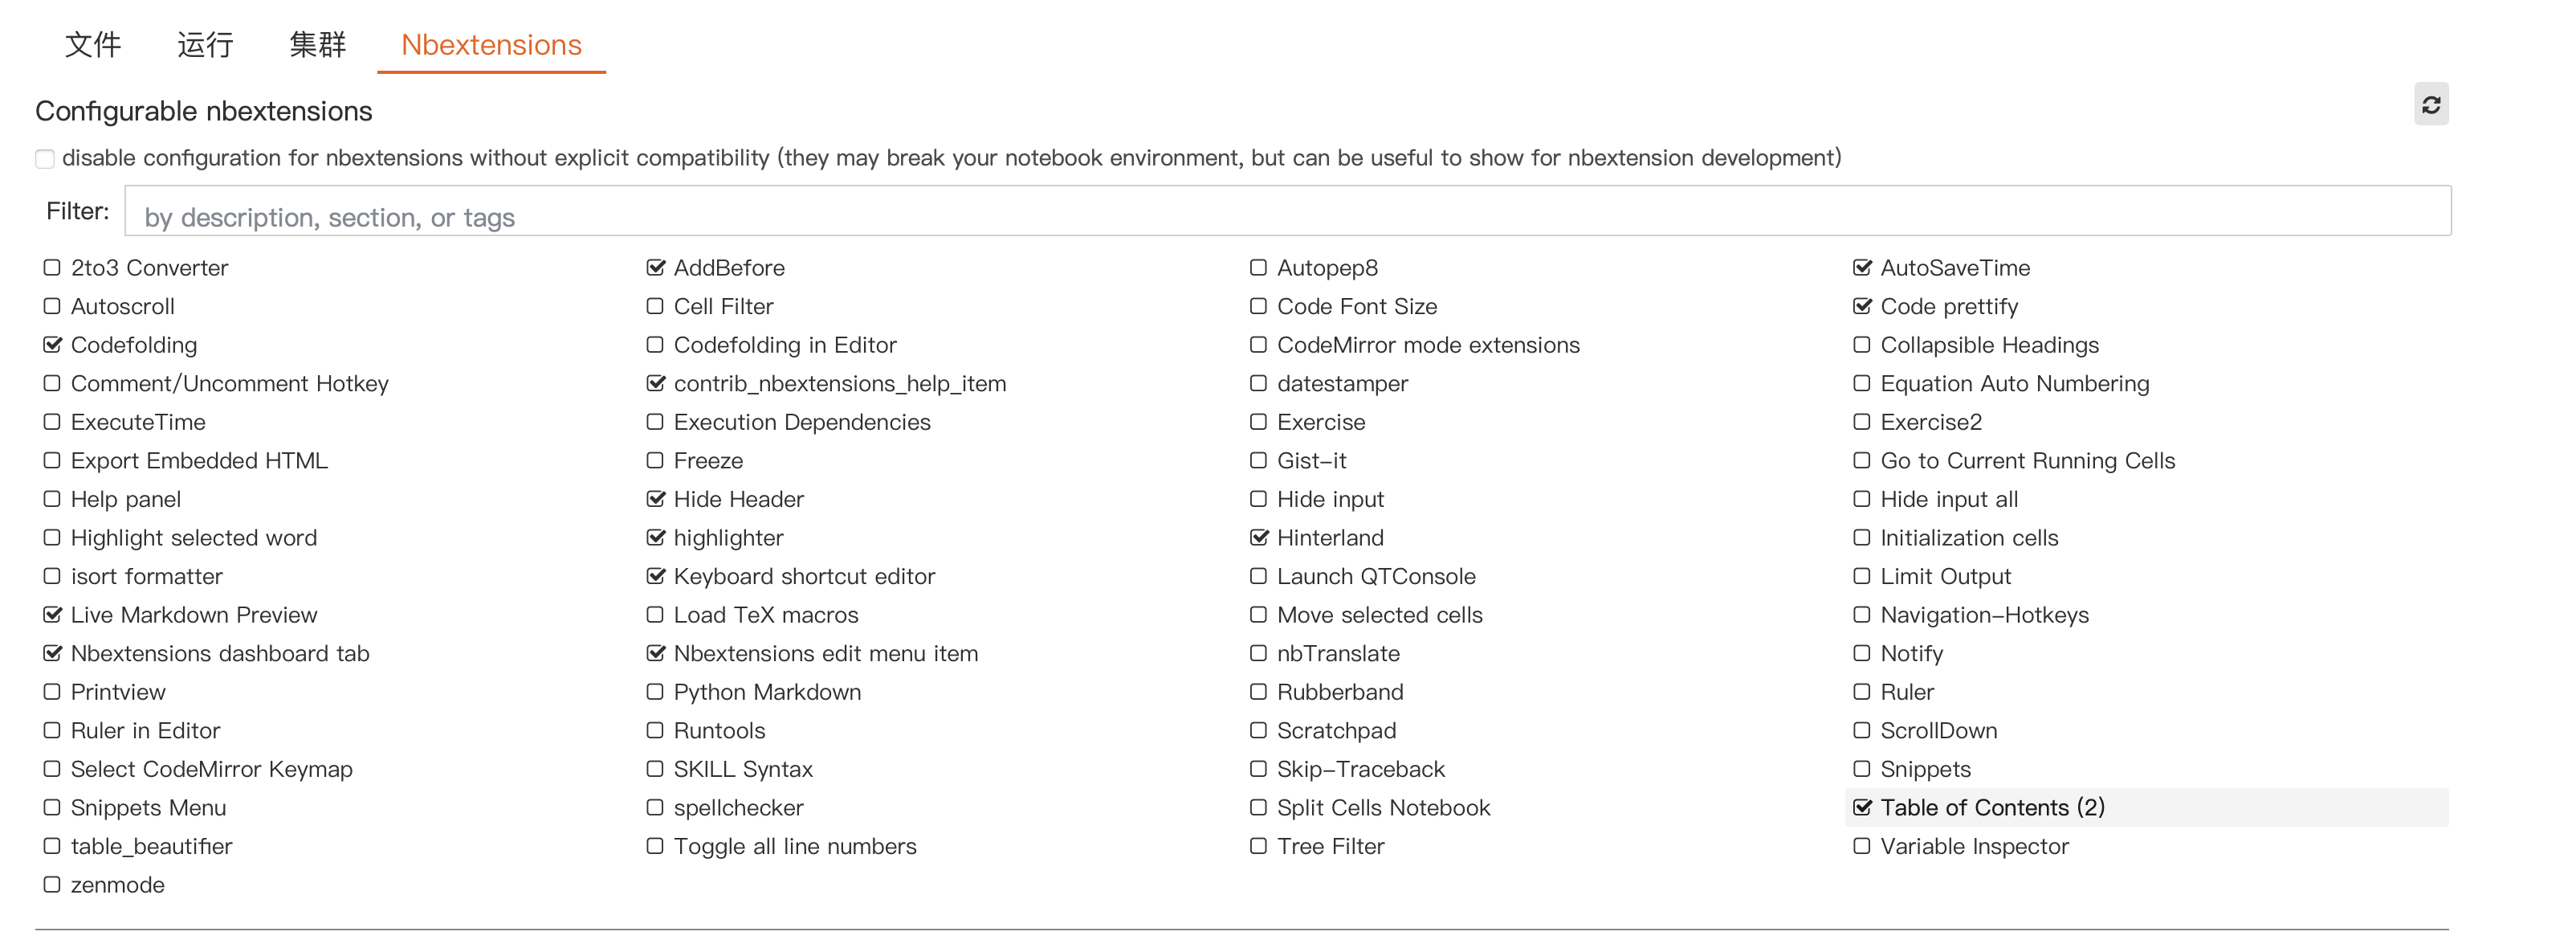 文件 运行 集群 Nbextensions
Configurable nbextensions
disable configuration for nbextensions without explicit compatibility (they may break your notebook environment, but can be useful to show for nbextension development)
Filter: by description, section, or tags
2to3 Converter AddBefore Autopep8 AutoSaveTime
Autoscroll Cell Filter Code Font Size Code prettify
Codefolding Codefolding in Editor CodeMirror mode extensions Collapsible Headings
Comment/Uncomment Hotkey contrib_nbextensions_help_item datestamper Equation Auto Numbering
ExecuteTime Execution Dependencies Exercise Exercise2
Export Embedded HTML Freeze Gist-it Go to Current Running Cells
Help panel Hide Header Hide input Hide input all
Highlight selected word highlighter Hinterland Initialization cells
isort formatter Keyboard shortcut editor Launch QTConsole Limit Output
Live Markdown Preview Load TeX macros Move selected cells Navigation-Hotkeys
Nbextensions dashboard tab Nbextensions edit menu item nbTranslate Notify
Printview Python Markdown Rubberband Ruler
Ruler in Editor Runtools Scratchpad ScrollDown
Select CodeMirror Keymap SKILL Syntax Skip-Traceback Snippets
Snippets Menu spellchecker Split Cells Notebook Table of Contents (2)
table_beautifier Toggle all line numbers Tree Filter Variable Inspector
zenmode